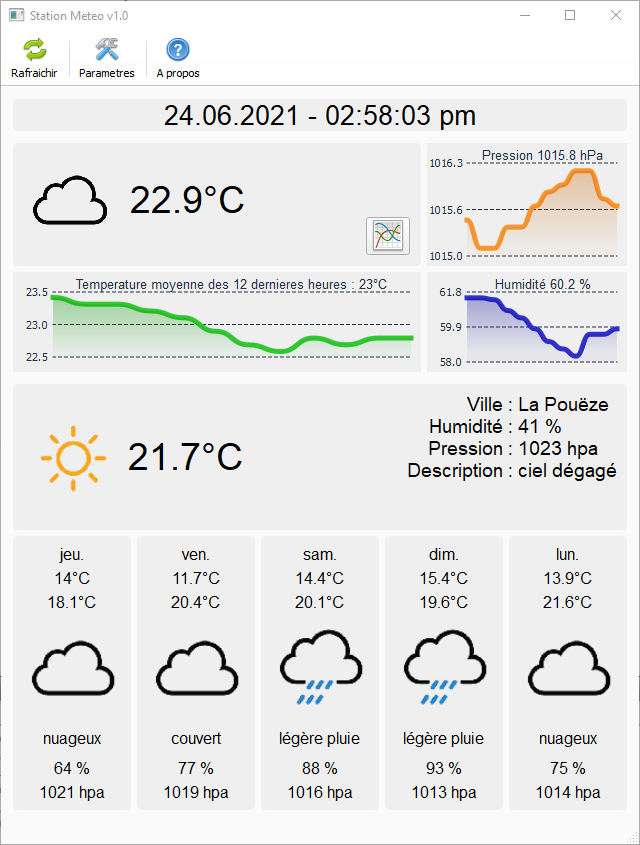 Station Meteo v1.0
Rafraichir
Parametres
A propos
24.06.2021 - 02:58:03 pm
22.9°C
Pression 1015.8 hPa
1016.3
1015.6
1015.0
Temperature moyenne des 12 dernieres heures : 23°C
23.5
23.0
22.5
Humidité 60.2 %
61.8
59.9
58.0
21.7°C
Ville : La Pouëze
Humidité : 41 %
Pression : 1023 hpa
Description : ciel dégagé
jeu.
14°C
18.1°C
nuageux
64 %
1021 hpa
ven.
11.7°C
20.4°C
couvert
77 %
1019 hpa
sam.
14.4°C
20.1°C
légère pluie
88 %
1016 hpa
dim.
15.4°C
19.6°C
légère pluie
93 %
1013 hpa
lun.
13.9°C
21.6°C
nuageux
75 %
1014 hpa